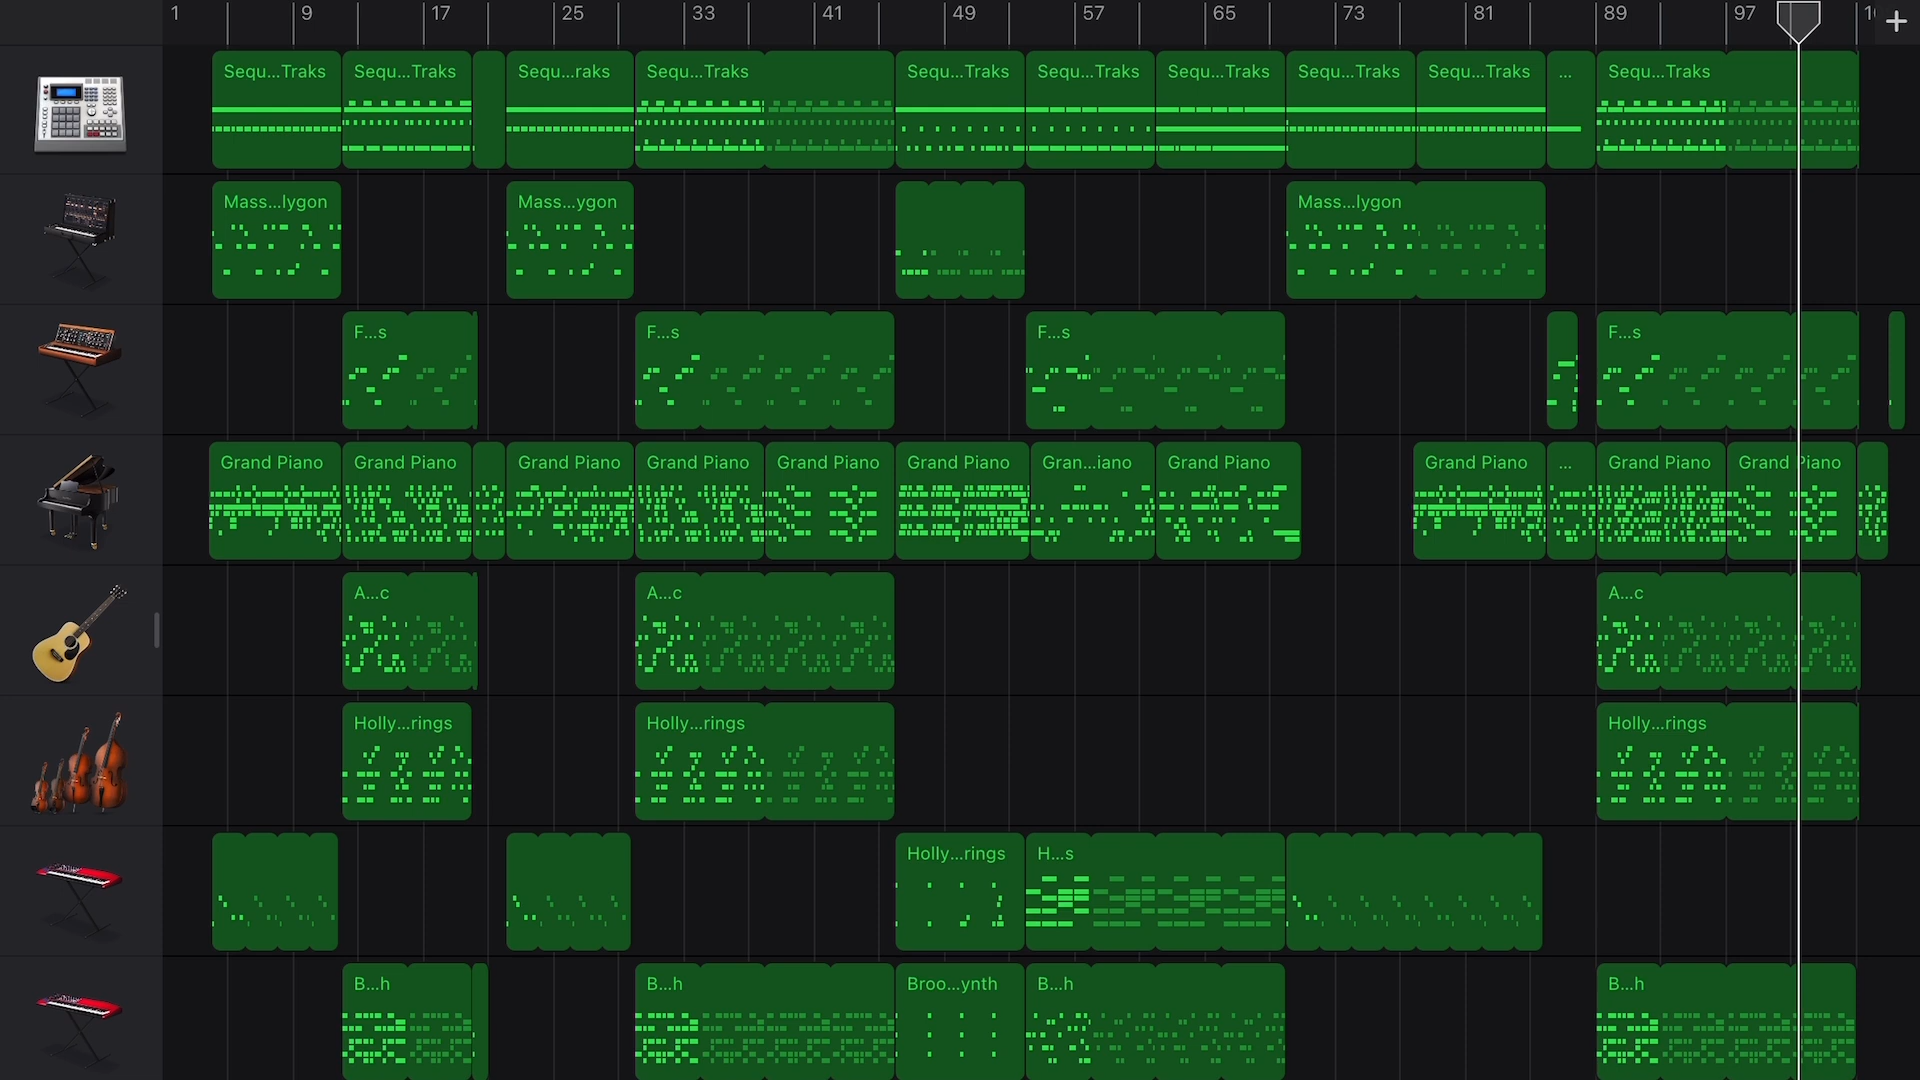 1 9 17 25 33 41 49 57 65 73 81 89 97
Sequ...Traks Sequ...Traks Sequ...raks Sequ...Traks Sequ...Traks Sequ...Traks Sequ...Traks Sequ...Traks Sequ...Traks ... Sequ...Traks
Mass...lygon Mass...ygon Mass...lygon
F...s F...s F...s F...s
Grand Piano Grand Piano Grand Piano Grand Piano Grand Piano Grand Piano Gran...iano Grand Piano Grand Piano ... Grand Piano Grand Piano
A...c A...c A...c
Holly...rings Holly...rings Holly...rings
Holly...rings H...s
B...h B...h Broo...ynth B...h B...h